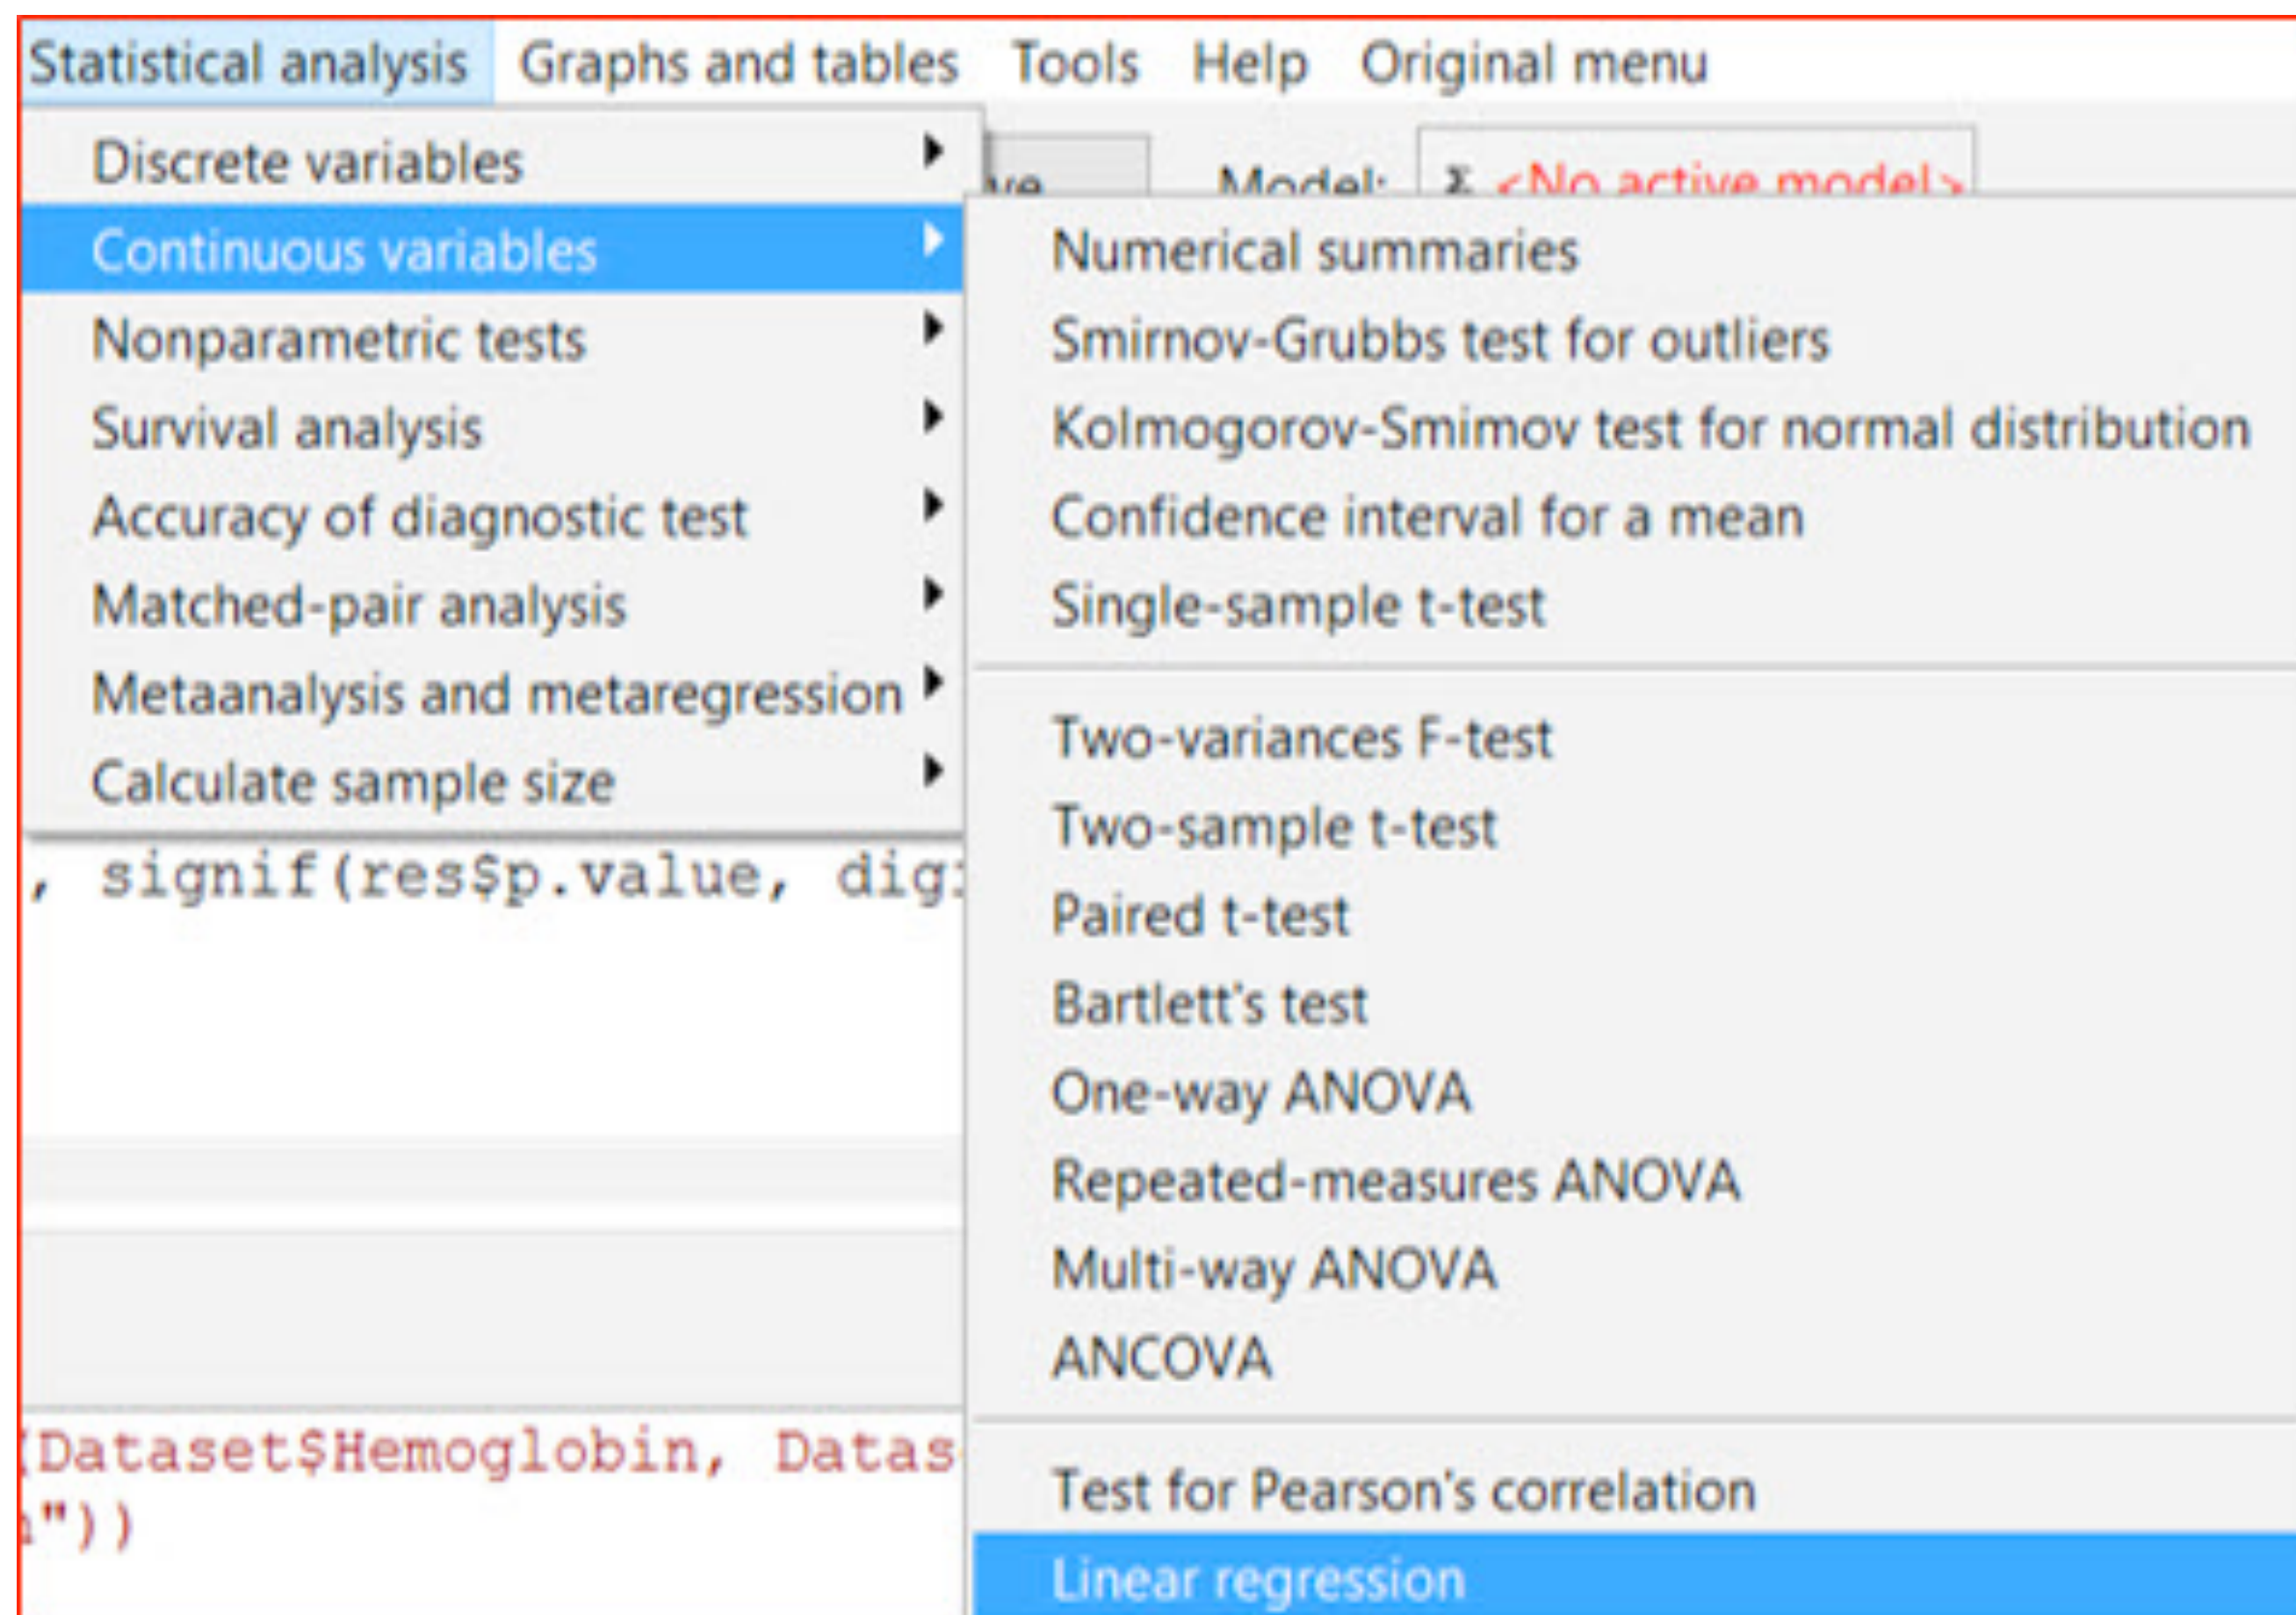 Statistical analysis Graphs and tables Tools Help Original menu
Discrete variables
Model: Σ <No active model>
Continuous variables
Nonparametric tests
Survival analysis
Accuracy of diagnostic test
Matched-pair analysis
Metaanalysis and metaregression
Calculate sample size
Numerical summaries
Smirnov-Grubbs test for outliers
Kolmogorov-Smimov test for normal distribution
Confidence interval for a mean
Single-sample t-test
Two-variances F-test
Two-sample t-test
Paired t-test
Bartlett's test
One-way ANOVA
Repeated-measures ANOVA
Multi-way ANOVA
ANCOVA
Test for Pearson's correlation
Linear regression
, signif(res$p.value,
(Dataset$Hemoglobin,
"))